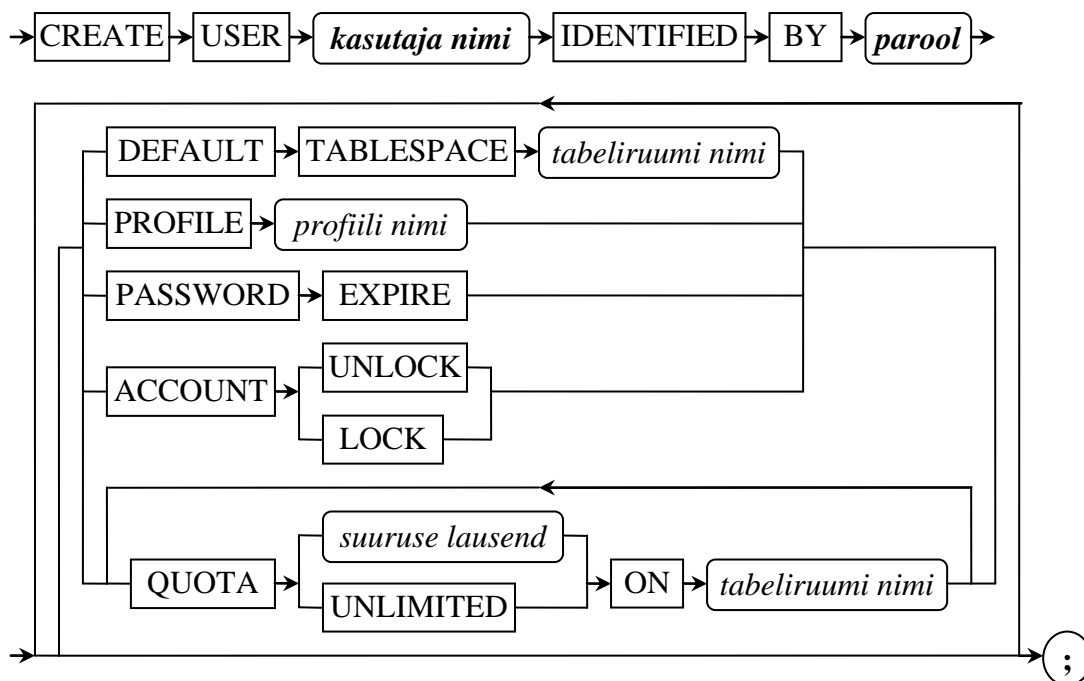 CREATE USER kasutaja nimi IDENTIFIED BY parool
DEFAULT TABLESPACE tabeliruumi nimi
PROFILE profiili nimi
PASSWORD EXPIRE
UNLOCK
ACCOUNT
LOCK
suuruse lausend
QUOTA ON tabeliruumi nimi
UNLIMITED
;